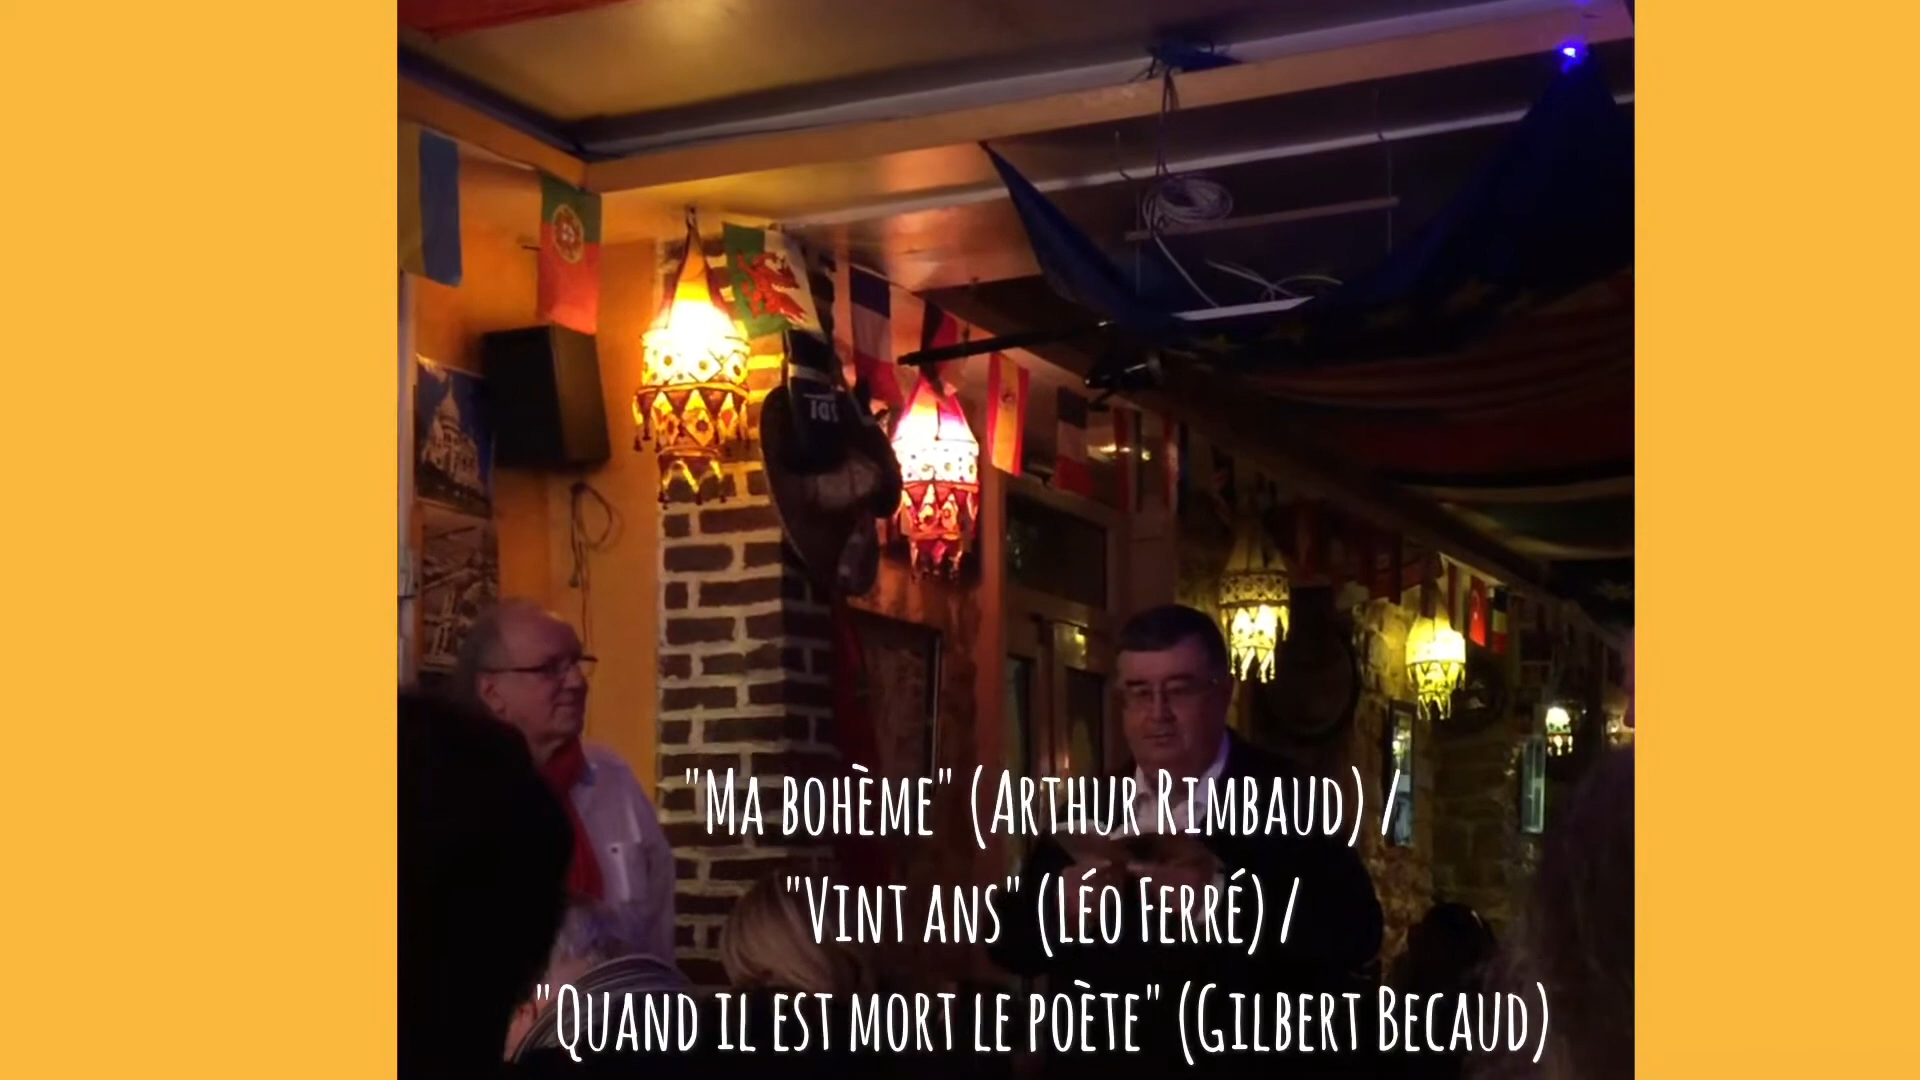 "Ma bohème" (Arthur Rimbaud) /
"Vint ans" (Léo Ferré) /
"Quand il est mort le poète" (Gilbert Becaud)